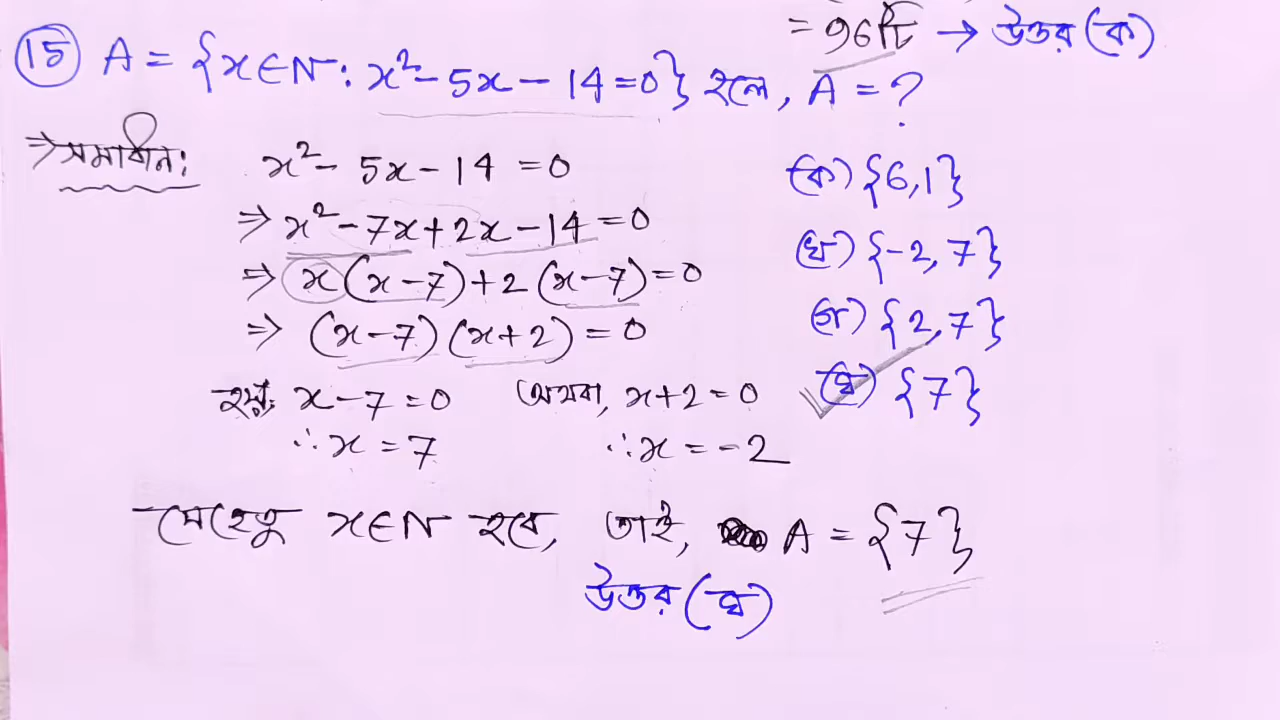 = ১৬টি → উত্তর (ক)
15 A = {x∈N : x² - 5x - 14 = 0} হলে, A = ?
⇒ সমাধান:
x² - 5x - 14 = 0
⇒ x² - 7x + 2x - 14 = 0
⇒ x(x - 7) + 2(x - 7) = 0
⇒ (x - 7)(x + 2) = 0
হয়, x - 7 = 0 অথবা, x + 2 = 0
∴ x = 7 ∴ x = -2
(ক) {6, 1}
(খ) {-2, 7}
(গ) {2, 7}
(ঘ) {7}
যেহেতু x∈N হবে, তাই, A = {7}
উত্তর (ঘ)